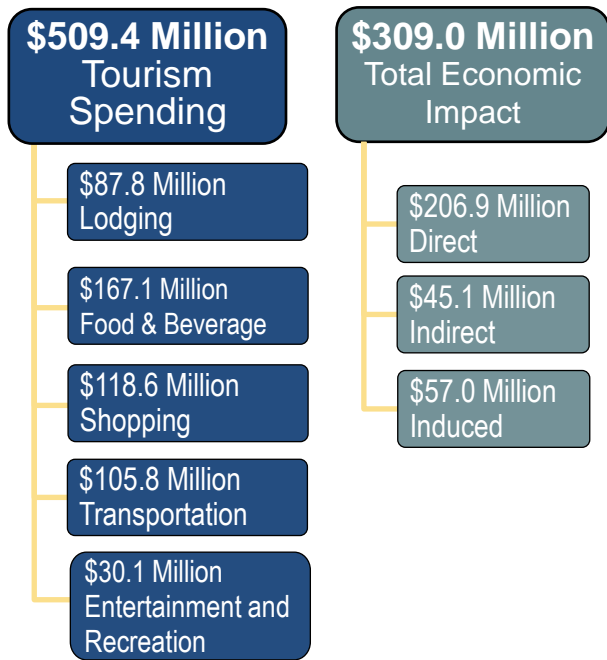 $509.4 Million
Tourism
Spending
$87.8 Million
Lodging
$167.1 Million
Food & Beverage
$118.6 Million
Shopping
$105.8 Million
Transportation
$30.1 Million
Entertainment and
Recreation
$309.0 Million
Total Economic
Impact
$206.9 Million
Direct
$45.1 Million
Indirect
$57.0 Million
Induced